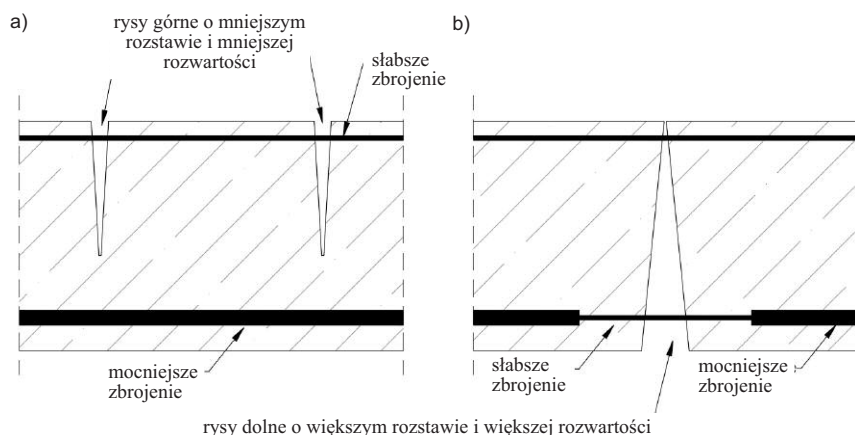 a)
rysy górne o mniejszym
rozstawie i mniejszej
rozwartości
słabsze
zbrojenie
b)
mocniejsze
zbrojenie
słabsze
zbrojenie
mocniejsze
zbrojenie
rysy dolne o większym rozstawie i większej rozwartości